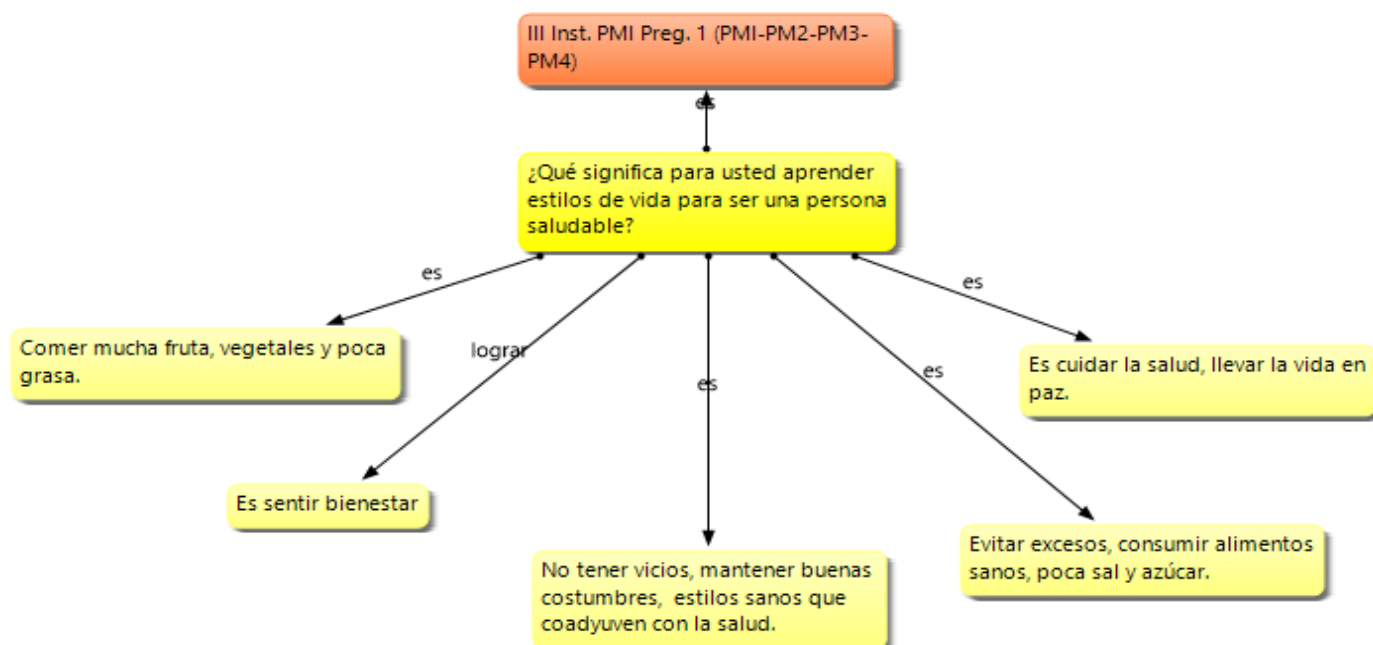 III Inst. PMI Preg. 1 (PMI-PM2-PM3-
PM4)
es
¿Qué significa para usted aprender
estilos de vida para ser una persona
saludable?
es
es
Comer mucha fruta, vegetales y poca
grasa.
lograr
es
es
Es cuidar la salud, llevar la vida en
paz.
Es sentir bienestar
No tener vicios, mantener buenas
costumbres,  estilos sanos que
coadyuven con la salud.
Evitar excesos, consumir alimentos
sanos, poca sal y azúcar.